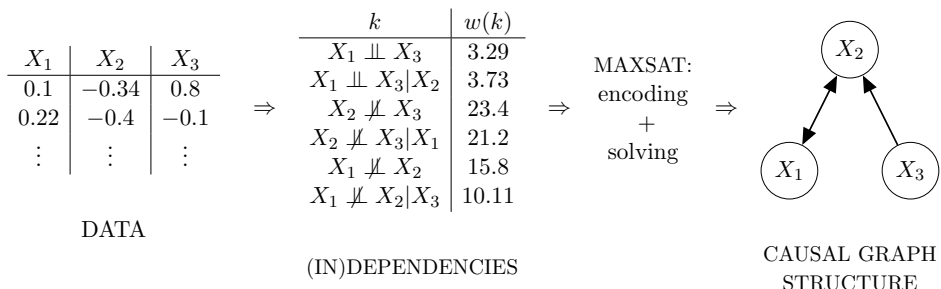 X₁ X₂ X₃
0.1 −0.34 0.8
0.22 −0.4 −0.1
⋮ ⋮ ⋮
DATA
⇒
k w(k)
X₁ ⫫ X₃ 3.29
X₁ ⫫ X₃|X₂ 3.73
X₂ ⫫̸ X₃ 23.4
X₂ ⫫̸ X₃|X₁ 21.2
X₁ ⫫̸ X₂ 15.8
X₁ ⫫̸ X₂|X₃ 10.11
(IN)DEPENDENCIES
⇒
MAXSAT:
encoding
+
solving
⇒
X₂
X₁ X₃
CAUSAL GRAPH
STRUCTURE